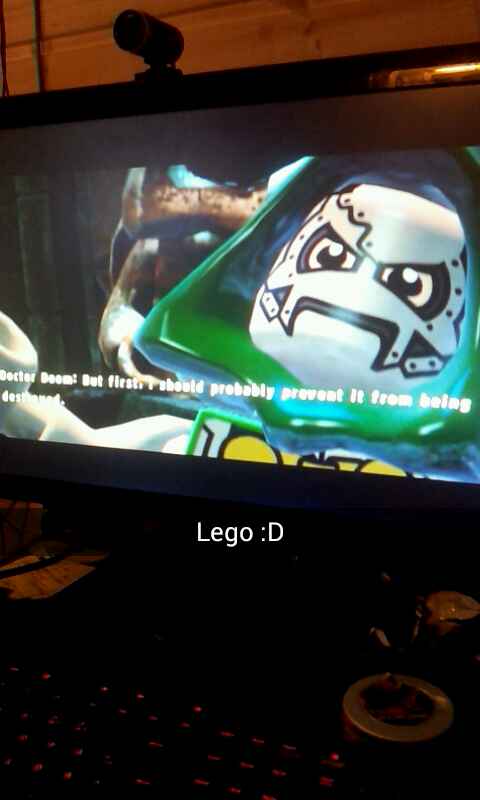 Doctor Doom: But first, I should probably prevent it from being
destroyed.
Lego :D